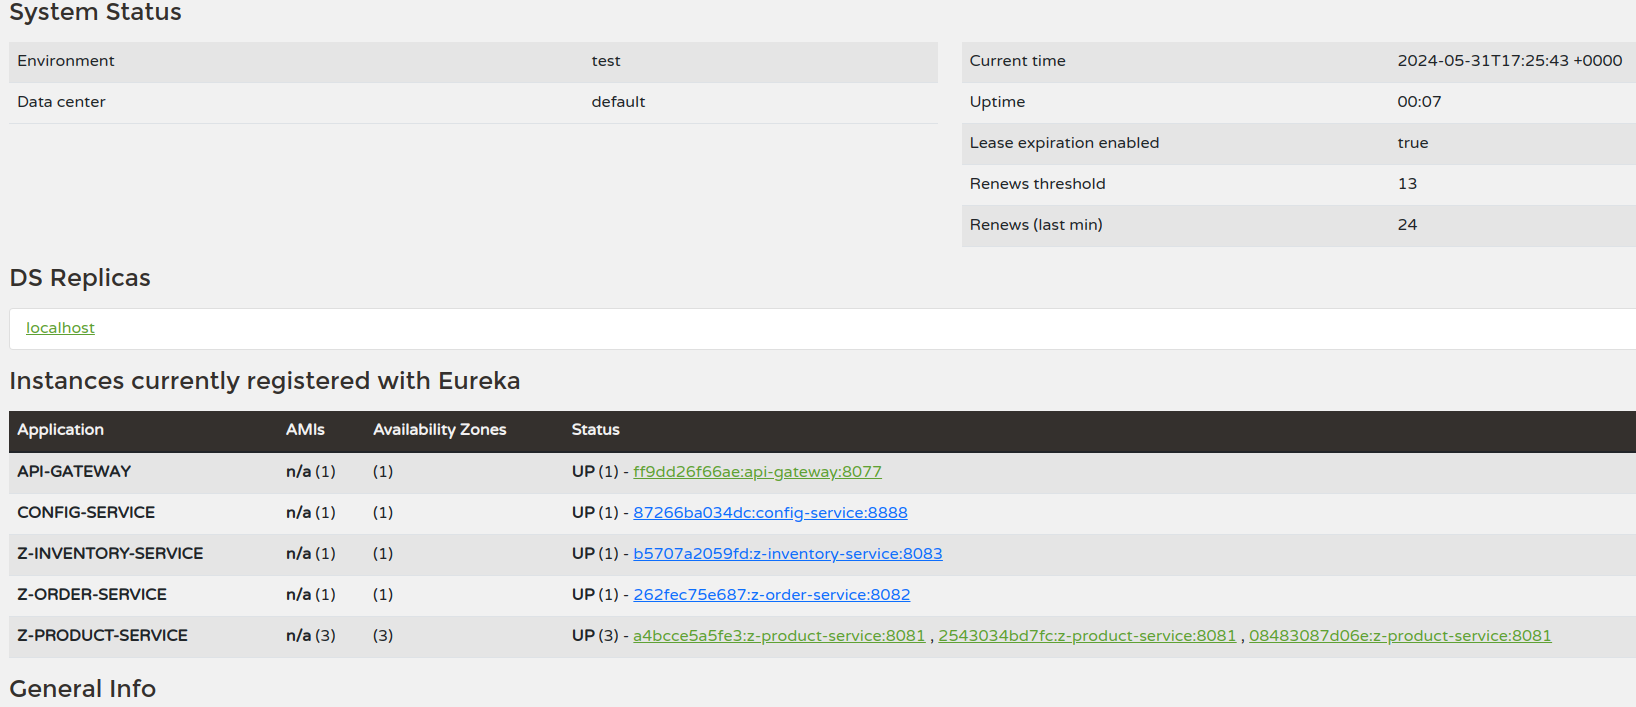 System Status
Environment test
Data center default
Current time 2024-05-31T17:25:43 +0000
Uptime 00:07
Lease expiration enabled true
Renews threshold 13
Renews (last min) 24
DS Replicas
localhost
Instances currently registered with Eureka
Application AMIs Availability Zones Status
API-GATEWAY n/a (1) (1) UP (1) - ff9dd26f66ae:api-gateway:8077
CONFIG-SERVICE n/a (1) (1) UP (1) - 87266ba034dc:config-service:8888
Z-INVENTORY-SERVICE n/a (1) (1) UP (1) - b5707a2059fd:z-inventory-service:8083
Z-ORDER-SERVICE n/a (1) (1) UP (1) - 262fec75e687:z-order-service:8082
Z-PRODUCT-SERVICE n/a (3) (3) UP (3) - a4bcce5a5fe3:z-product-service:8081 , 2543034bd7fc:z-product-service:8081 , 08483087d06e:z-product-service:8081
General Info